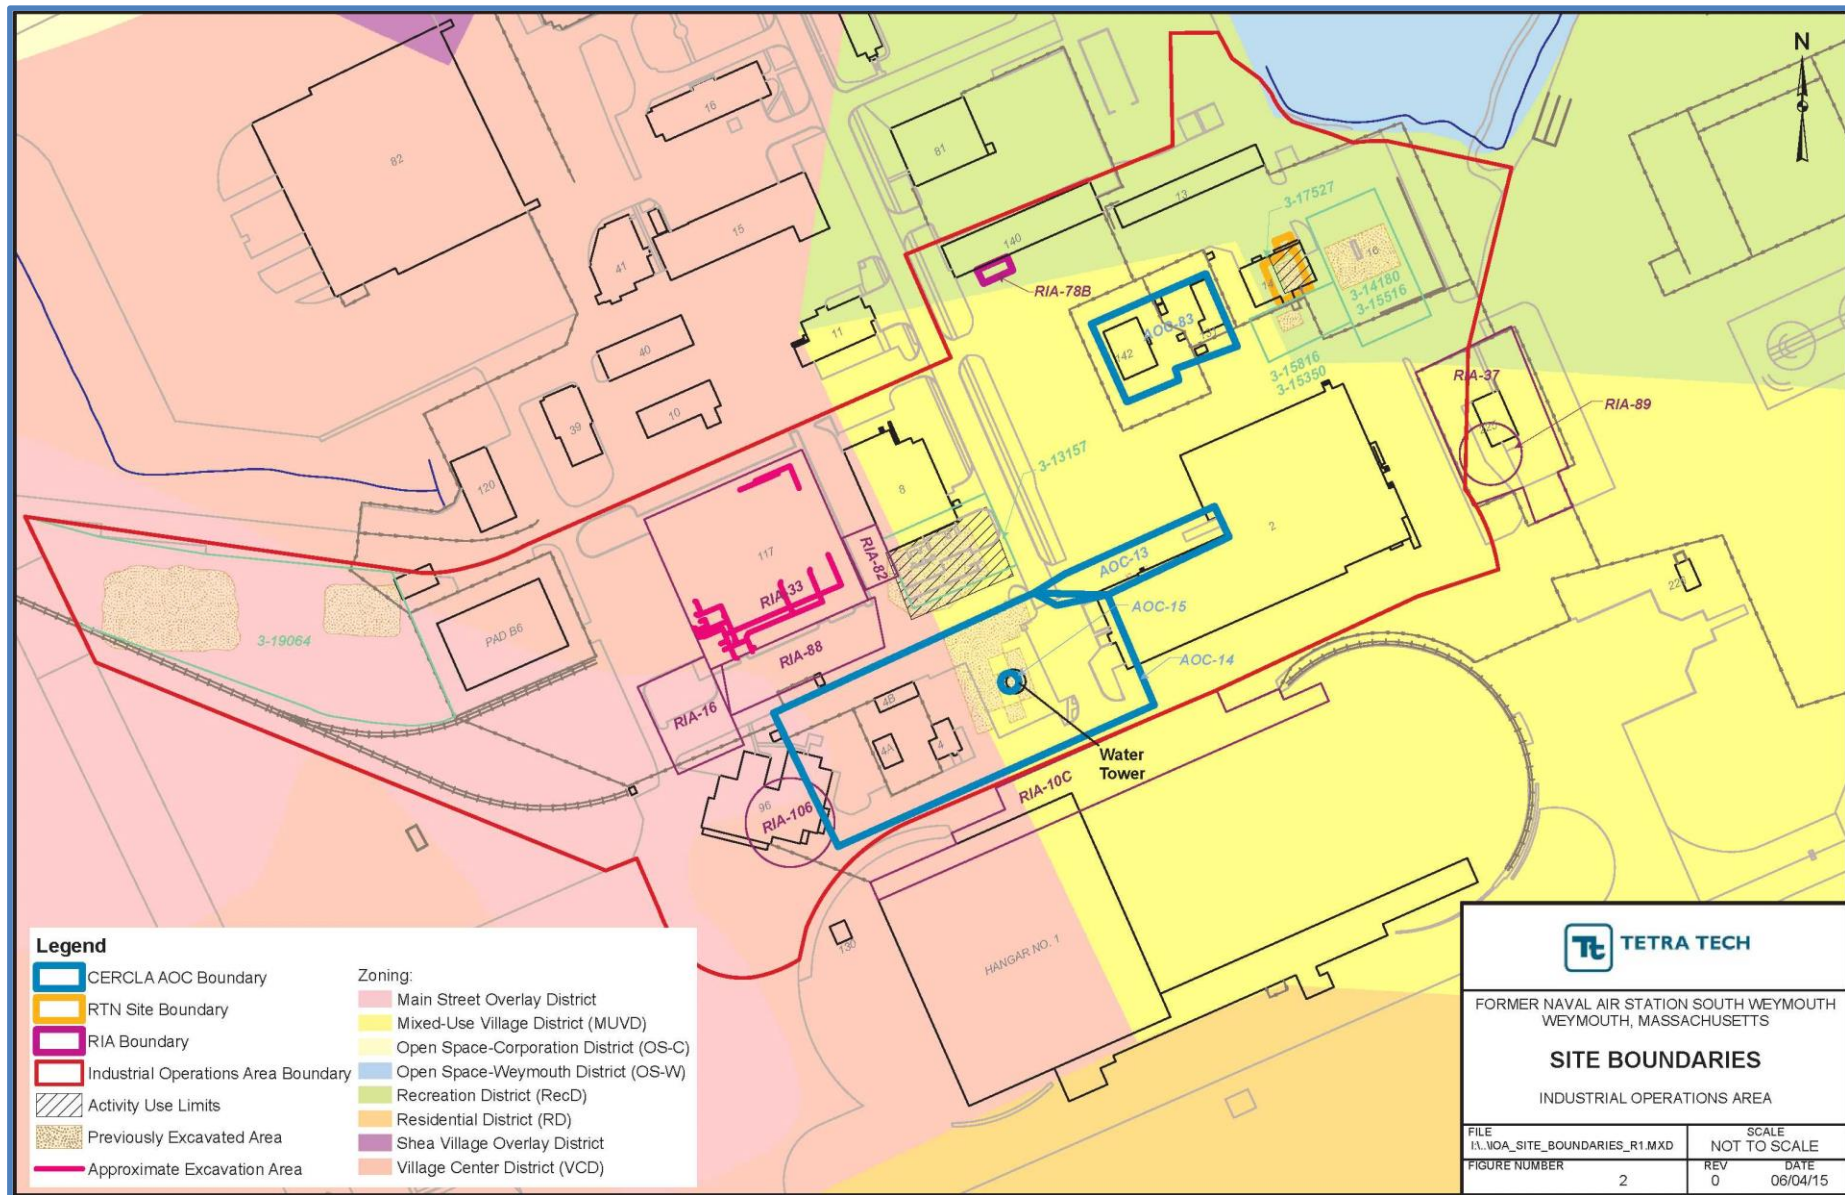 N
16
82
81
15
13
41
140
3-17527
14
16
3-14180
3-15516
RIA-78B
AOC-83
142
132
11
40
3-15816
3-15350
RIA-37
225
RIA-89
10
39
3-13157
120
8
2
117
RIA-82
AOC-13
RIA-33
AOC-15
PAD B6
3-19064
RIA-88
AOC-14
RIA-16
4B
4A
4
Water
Tower
RIA-10C
96
RIA-106
130
HANGAR NO. 1
Legend
CERCLA AOC Boundary
RTN Site Boundary
RIA Boundary
Industrial Operations Area Boundary
Activity Use Limits
Previously Excavated Area
Approximate Excavation Area
Zoning:
Main Street Overlay District
Mixed-Use Village District (MUVD)
Open Space-Corporation District (OS-C)
Open Space-Weymouth District (OS-W)
Recreation District (RecD)
Residential District (RD)
Shea Village Overlay District
Village Center District (VCD)
Tt TETRA TECH
FORMER NAVAL AIR STATION SOUTH WEYMOUTH
WEYMOUTH, MASSACHUSETTS
SITE BOUNDARIES
INDUSTRIAL OPERATIONS AREA
FILE
I:\..\IOA_SITE_BOUNDARIES_R1.MXD
SCALE
NOT TO SCALE
FIGURE NUMBER
2
REV
0
DATE
06/04/15